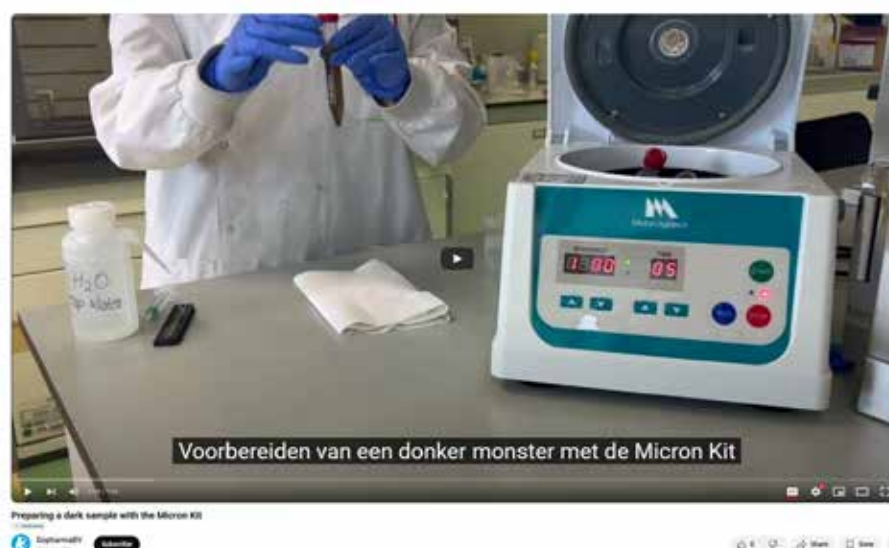 H₂O
05
Voorbereiden van een donker monster met de Micron Kit
Preparing a dark sample with the Micron Kit
Subscribe
Share
Save